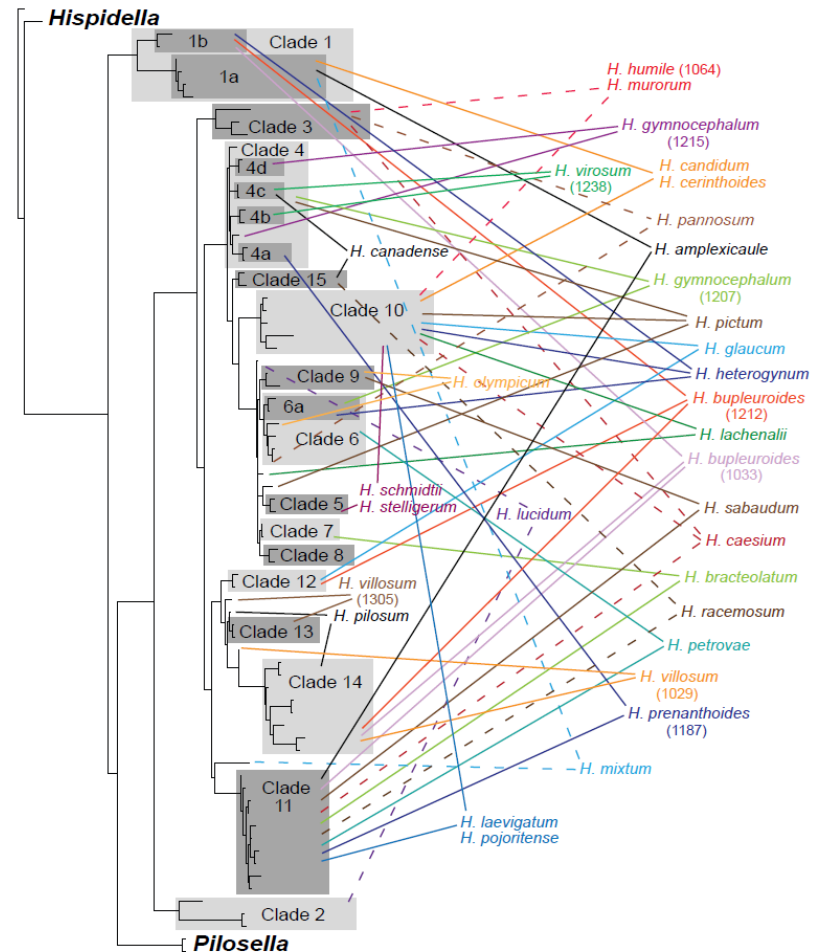 Hispidella
1b
Clade 1
1a
H. humile (1064)
H. murorum
Clade 3
H. gymnocephalum
(1215)
Clade 4
4d
H. virosum
(1238)
H. candidum
H. cerinthoides
4c
4b
H. pannosum
4a
H. canadense
H. amplexicaule
Clade 15
H. gymnocephalum
(1207)
Clade 10
H. pictum
H. glaucum
Clade 9
H. olympicum
H. heterogynum
6a
H. bupleuroides
(1212)
Clade 6
H. lachenalii
H. bupleuroides
(1033)
H. schmidtii
H. stelligerum
Clade 5
H. lucidum
H. sabaudum
Clade 7
H. caesium
Clade 8
H. bracteolatum
Clade 12
H. villosum
(1305)
H. pilosum
H. racemosum
Clade 13
H. petrovae
Clade 14
H. villosum
(1029)
H. prenanthoides
(1187)
H. mixtum
Clade
11
H. laevigatum
H. pojoritense
Clade 2
Pilosella